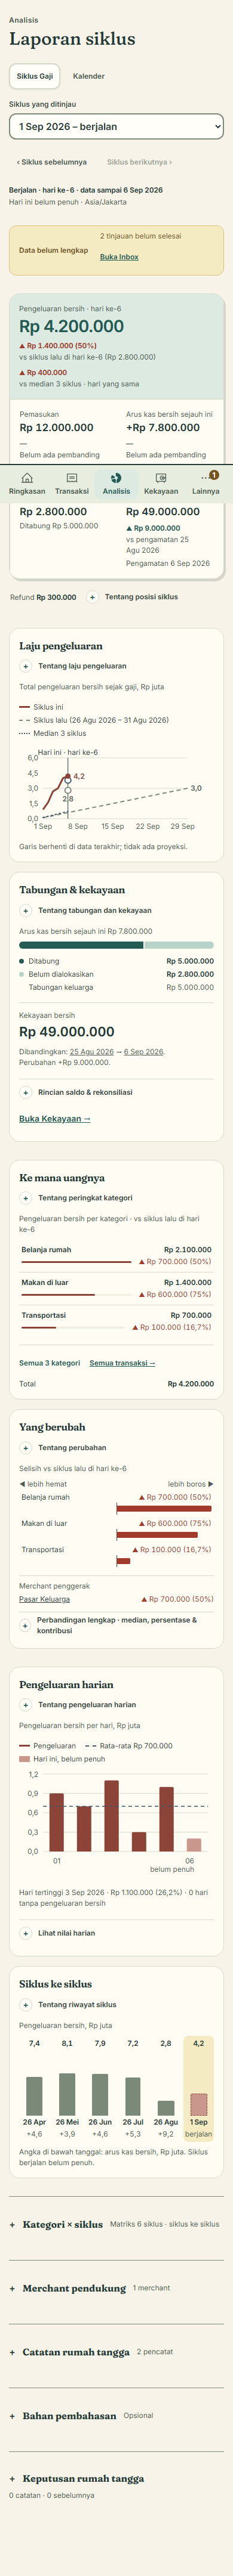 Analisis
Laporan siklus
Siklus Gaji
Kalender
Siklus yang ditinjau
1 Sep 2026 – berjalan
‹ Siklus sebelumnya
Siklus berikutnya ›
Berjalan · hari ke-6 · data sampai 6 Sep 2026
Hari ini belum penuh · Asia/Jakarta
Data belum lengkap
2 tinjauan belum selesai
Buka Inbox
Pengeluaran bersih · hari ke-6
Rp 4.200.000
▲ Rp 1.400.000 (50%)
vs siklus lalu di hari ke-6 (Rp 2.800.000)
▲ Rp 400.000
vs median 3 siklus · hari yang sama
Pemasukan
Rp 12.000.000
—
Belum ada pembanding
Arus kas bersih sejauh ini
+Rp 7.800.000
—
Belum ada pembanding
Ringkasan
Transaksi
Analisis
Kekayaan
1
Lainnya
Rp 2.800.000
Ditabung Rp 5.000.000
Rp 49.000.000
▲ Rp 9.000.000
vs pengamatan 25
Agu 2026
Pengamatan 6 Sep 2026
Refund Rp 300.000
+ Tentang posisi siklus
Laju pengeluaran
+ Tentang laju pengeluaran
Total pengeluaran bersih sejak gaji, Rp juta
Siklus ini
Siklus lalu (26 Agu 2026 – 31 Agu 2026)
Median 3 siklus
Hari ini · hari ke-6
6,0
4,5
3,0
1,5
0,0
4,2
2,8
3,0
1 Sep
8 Sep
15 Sep
22 Sep
29 Sep
Garis berhenti di data terakhir; tidak ada proyeksi.
Tabungan & kekayaan
+ Tentang tabungan dan kekayaan
Arus kas bersih sejauh ini Rp 7.800.000
Ditabung Rp 5.000.000
Belum dialokasikan Rp 2.800.000
Tabungan keluarga Rp 5.000.000
Kekayaan bersih
Rp 49.000.000
Dibandingkan: 25 Agu 2026 → 6 Sep 2026.
Perubahan +Rp 9.000.000.
+ Rincian saldo & rekonsiliasi
Buka Kekayaan →
Ke mana uangnya
+ Tentang peringkat kategori
Pengeluaran bersih per kategori · vs siklus lalu di hari
ke-6
Belanja rumah Rp 2.100.000
▲ Rp 700.000 (50%)
Makan di luar Rp 1.400.000
▲ Rp 600.000 (75%)
Transportasi Rp 700.000
▲ Rp 100.000 (16,7%)
Semua 3 kategori
Semua transaksi →
Total Rp 4.200.000
Yang berubah
+ Tentang perubahan
Selisih vs siklus lalu di hari ke-6
◀ lebih hemat
lebih boros ▶
Belanja rumah ▲ Rp 700.000 (50%)
Makan di luar ▲ Rp 600.000 (75%)
Transportasi ▲ Rp 100.000 (16,7%)
Merchant penggerak
Pasar Keluarga ▲ Rp 700.000 (50%)
+ Perbandingan lengkap · median, persentase &
kontribusi
Pengeluaran harian
+ Tentang pengeluaran harian
Pengeluaran bersih per hari, Rp juta
Pengeluaran
Rata-rata Rp 700.000
Hari ini, belum penuh
1,2
0,9
0,6
0,3
0,0
01
06
belum penuh
Hari tertinggi 3 Sep 2026 · Rp 1.100.000 (26,2%) · 0 hari
tanpa pengeluaran bersih
+ Lihat nilai harian
Siklus ke siklus
+ Tentang riwayat siklus
Pengeluaran bersih, Rp juta
7,4 8,1 7,9 7,2 2,8 4,2
26 Apr 26 Mei 26 Jun 26 Jul 26 Agu 1 Sep
+4,6 +3,9 +4,6 +5,3 +9,2 berjalan
Angka di bawah tanggal: arus kas bersih, Rp juta. Siklus
berjalan belum penuh.
+ Kategori × siklus Matriks 6 siklus · siklus ke siklus
+ Merchant pendukung 1 merchant
+ Catatan rumah tangga 2 pencatat
+ Bahan pembahasan Opsional
+ Keputusan rumah tangga
0 catatan · 0 sebelumnya